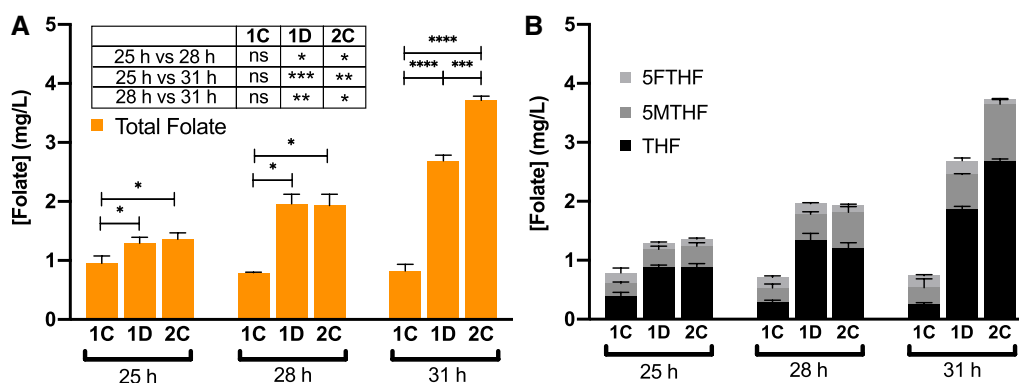 A
[Folate] (mg/L)
5
4
3
2
1
0
1C 1D 2C
25 h vs 28 h ns * *
25 h vs 31 h ns *** **
28 h vs 31 h ns ** *
Total Folate
* *
* *
**** **** ***
1C 1D 2C 1C 1D 2C 1C 1D 2C
25 h 28 h 31 h
B
[Folate] (mg/L)
5
4
3
2
1
0
5FTHF
5MTHF
THF
1C 1D 2C 1C 1D 2C 1C 1D 2C
25 h 28 h 31 h